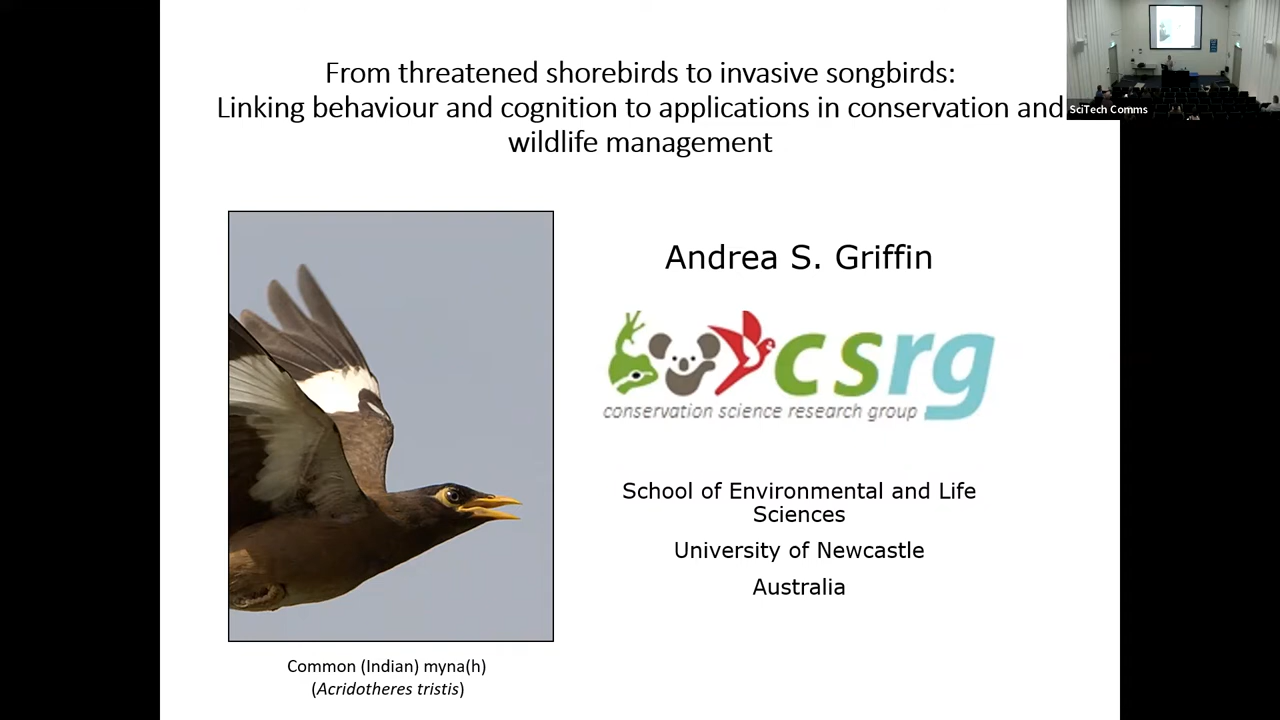 From threatened shorebirds to invasive songbirds:
Linking behaviour and cognition to applications in conservation and
wildlife management
SciTech Comms
Andrea S. Griffin
csrg
conservation science research group
School of Environmental and Life
Sciences
University of Newcastle
Australia
Common (Indian) myna(h)
(Acridotheres tristis)